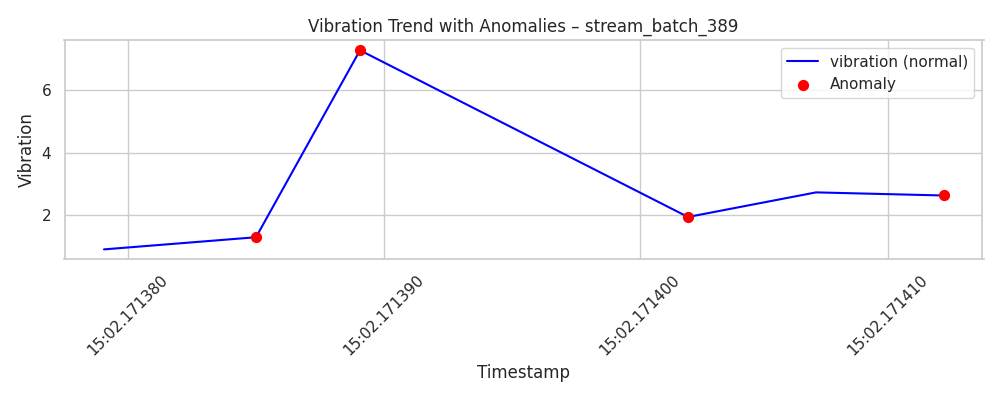 Vibration Trend with Anomalies – stream_batch_389
vibration (normal)
Anomaly
Vibration
6
4
2
15:02.171380
15:02.171390
15:02.171400
15:02.171410
Timestamp